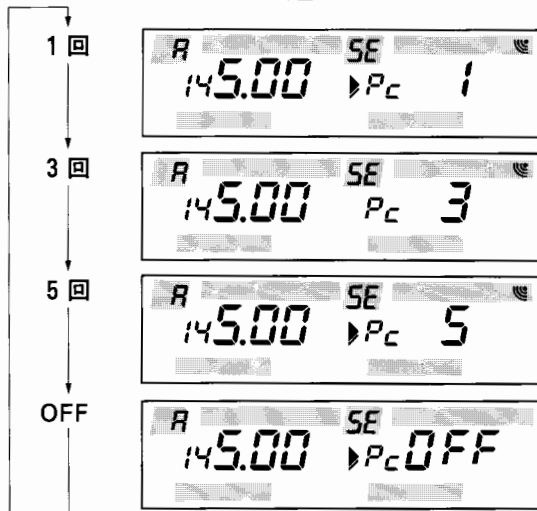 1 回
A SE
145.00 ▶Pc 1
3 回
A SE
145.00 Pc 3
5 回
A SE
145.00 ▶Pc 5
OFF
A SE
145.00 ▶Pc OFF